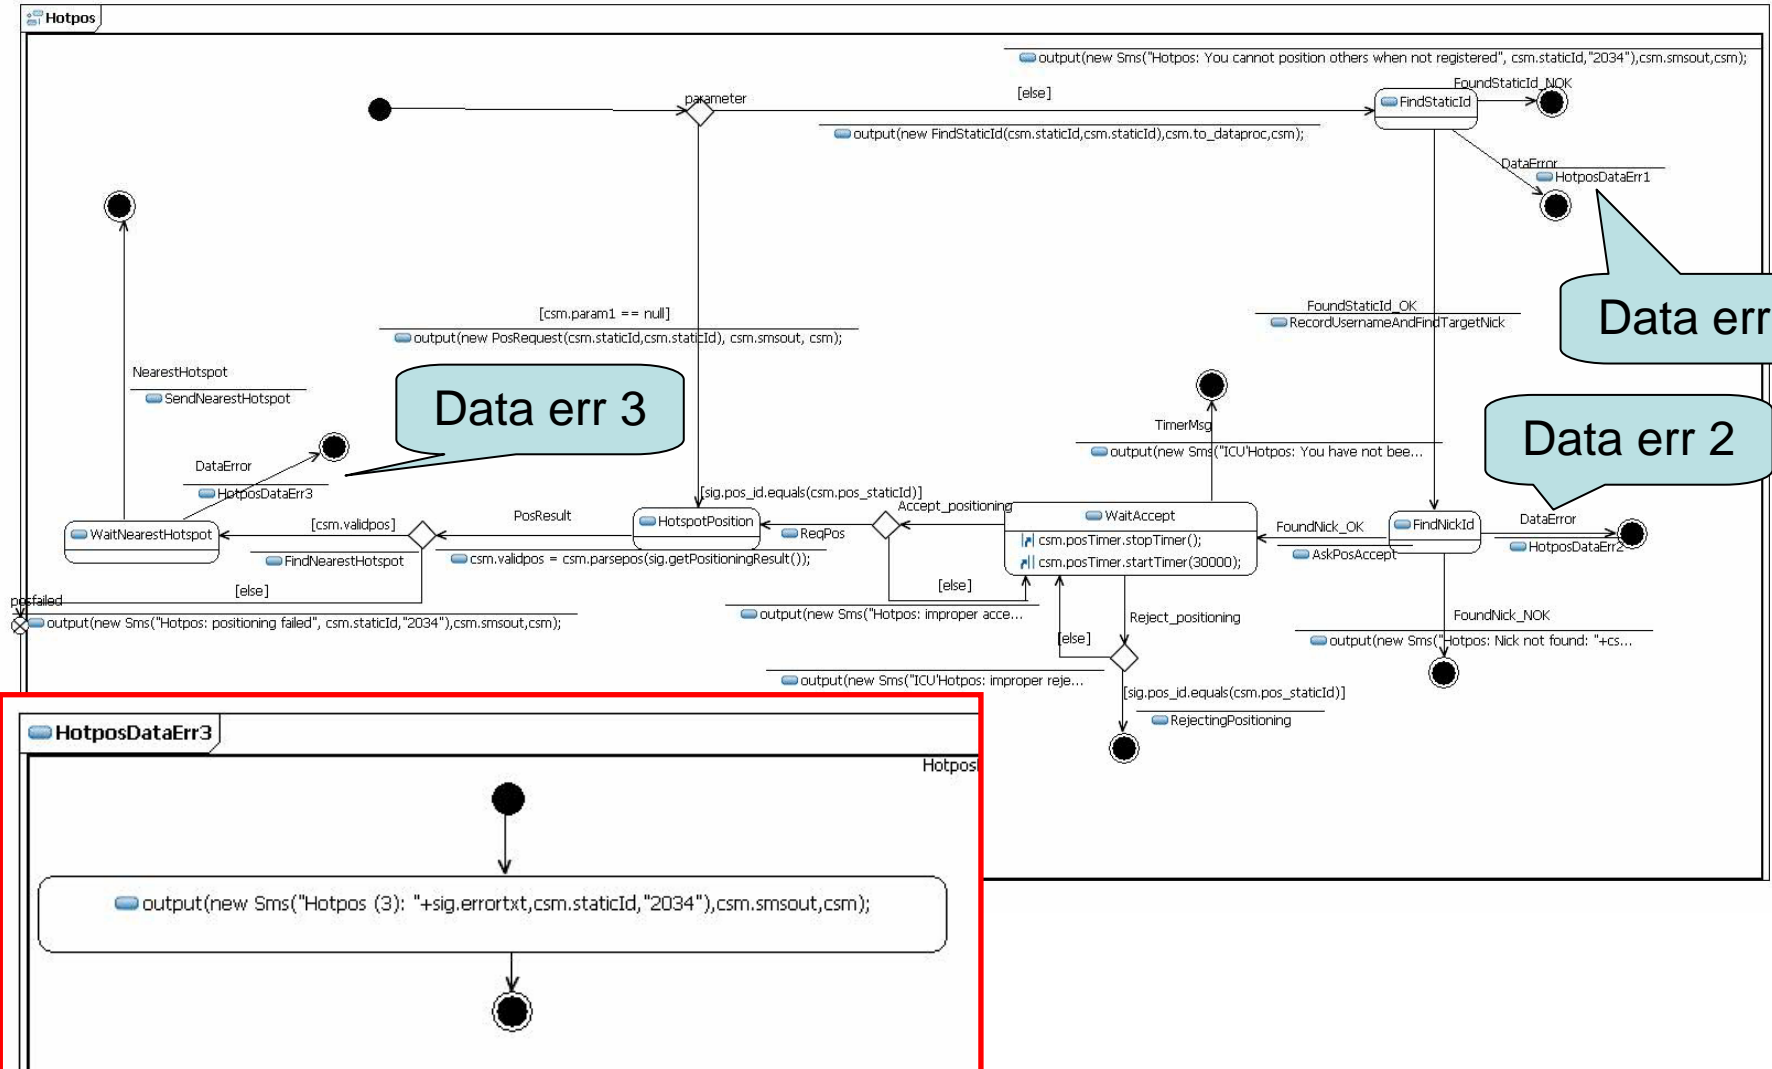 Hotpos
output(new Sms("Hotpos: You cannot position others when not registered", csm.staticId,"2034"),csm.smsout,csm);
parameter
[else]
FoundStaticId_NOK
FindStaticId
output(new FindStaticId(csm.staticId,csm.staticId),csm.to_dataproc,csm);
DataError
HotposDataErr1
Data err
[csm.param1 == null]
output(new PosRequest(csm.staticId,csm.staticId), csm.smsout, csm);
FoundStaticId_OK
RecordUsernameAndFindTargetNick
NearestHotspot
SendNearestHotspot
Data err 3
TimerMsg
output(new Sms("ICU'Hotpos: You have not bee...
Data err 2
DataError
HotposDataErr3
[sig.pos_id.equals(csm.pos_staticId)]
Accept_positioning
WaitNearestHotspot
[csm.validpos]
FindNearestHotspot
PosResult
csm.validpos = csm.parsepos(sig.getPositioningResult());
HotspotPosition
ReqPos
WaitAccept
csm.posTimer.stopTimer();
csm.posTimer.startTimer(30000);
FoundNick_OK
AskPosAccept
FindNickId
DataError
HotposDataErr2
[else]
posfailed
output(new Sms("Hotpos: positioning failed", csm.staticId,"2034"),csm.smsout,csm);
[else]
output(new Sms("Hotpos: improper acce...
Reject_positioning
[else]
output(new Sms("ICU'Hotpos: improper reje...
FoundNick_NOK
output(new Sms("Hotpos: Nick not found: "+cs...
[sig.pos_id.equals(csm.pos_staticId)]
RejectingPositioning
HotposDataErr3
output(new Sms("Hotpos (3): "+sig.errortxt,csm.staticId,"2034"),csm.smsout,csm);